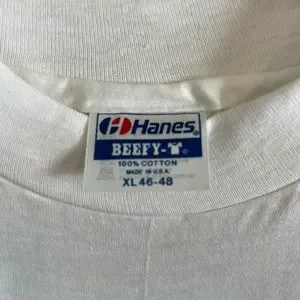 Hanes®
BEEFY-T®
100% COTTON
MADE IN U.S.A.
XL 46-48